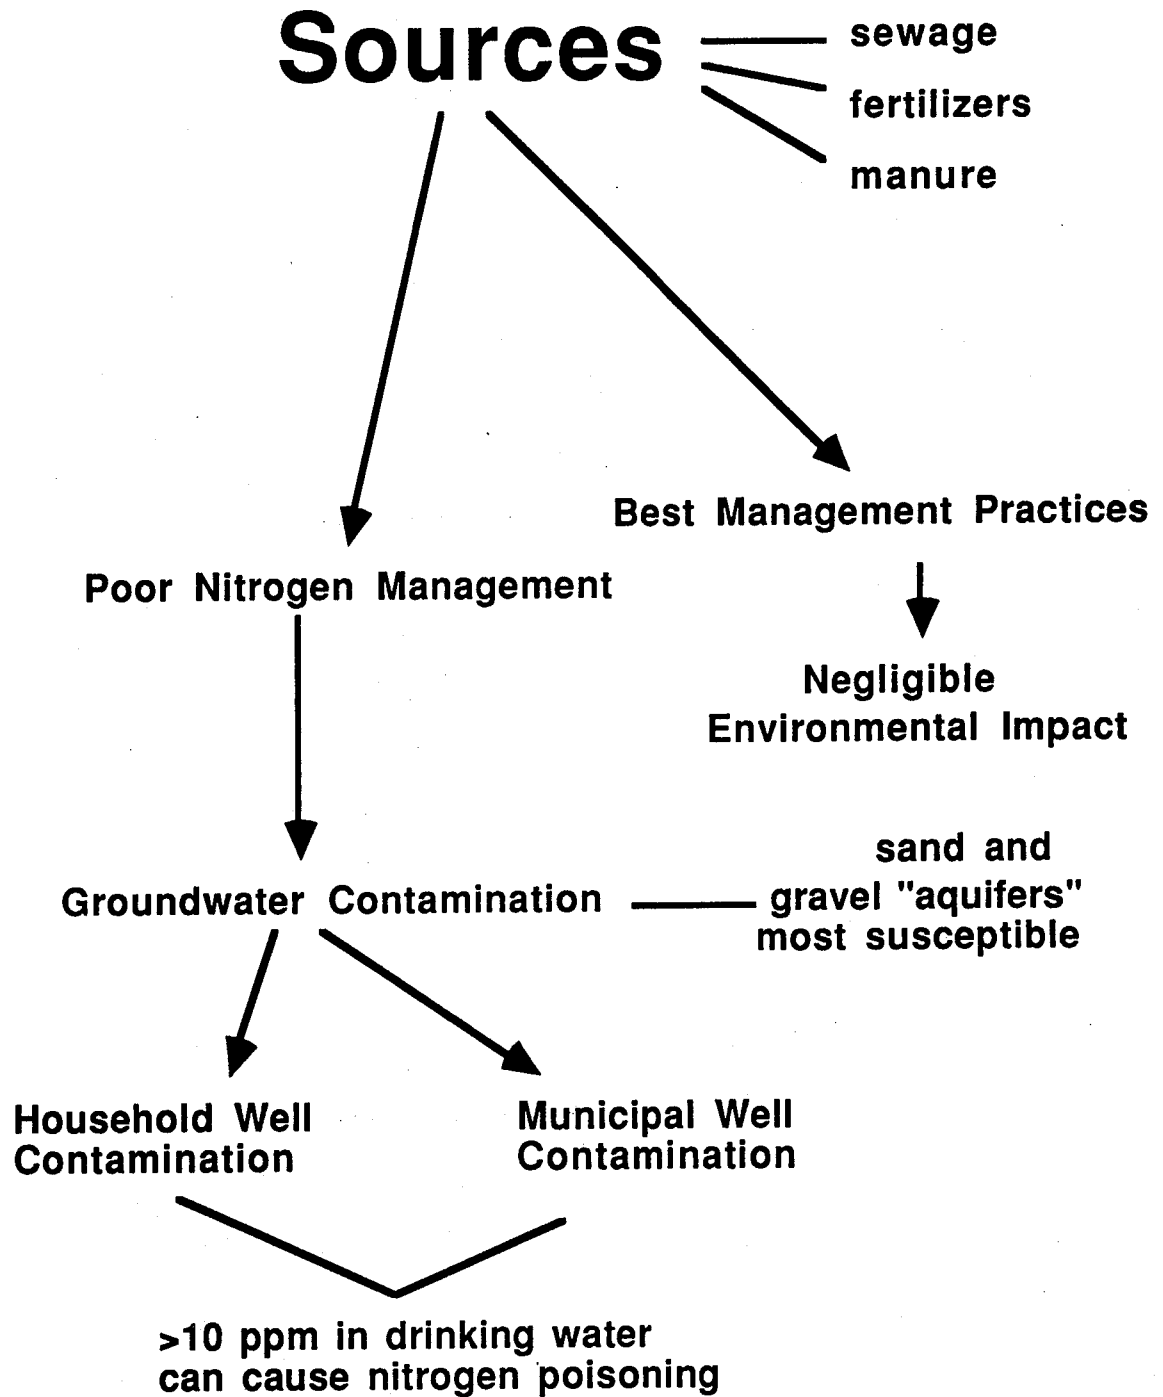 Sources
sewage
fertilizers
manure
Best Management Practices
Poor Nitrogen Management
Negligible
Environmental Impact
sand and
Groundwater Contamination
gravel "aquifers"
most susceptible
Household Well
Contamination
Municipal Well
Contamination
>10 ppm in drinking water
can cause nitrogen poisoning